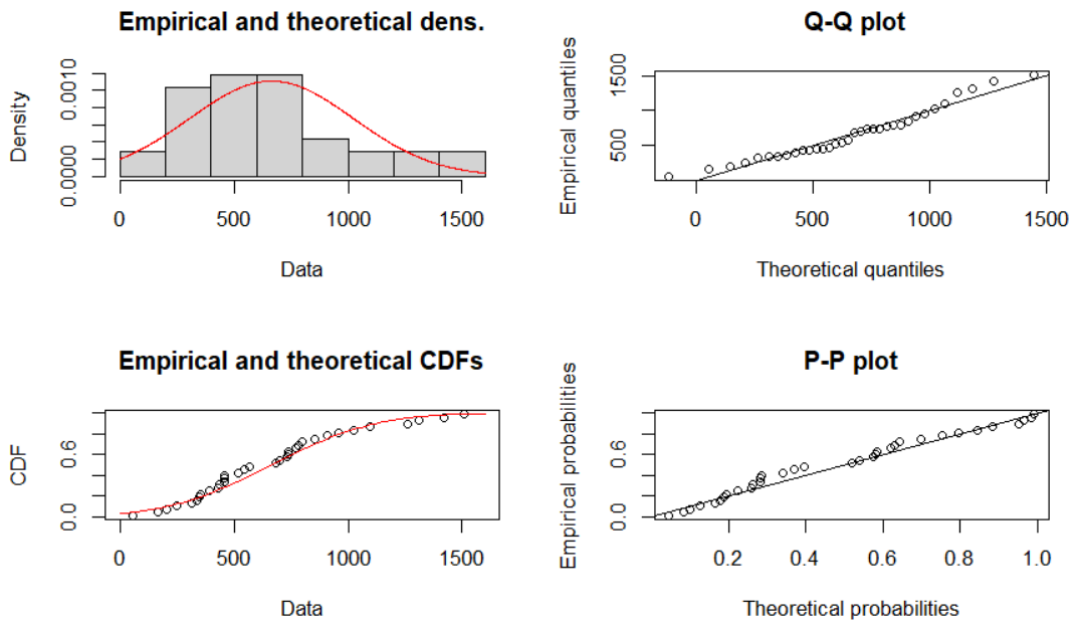 Empirical and theoretical dens.
Density
0.0000
0.0010
0
500
1000
1500
Data
Q-Q plot
Empirical quantiles
500
1500
0
500
1000
1500
Theoretical quantiles
Empirical and theoretical CDFs
CDF
0.0
0.6
0
500
1000
1500
Data
P-P plot
Empirical probabilities
0.0
0.6
0.2
0.4
0.6
0.8
1.0
Theoretical probabilities